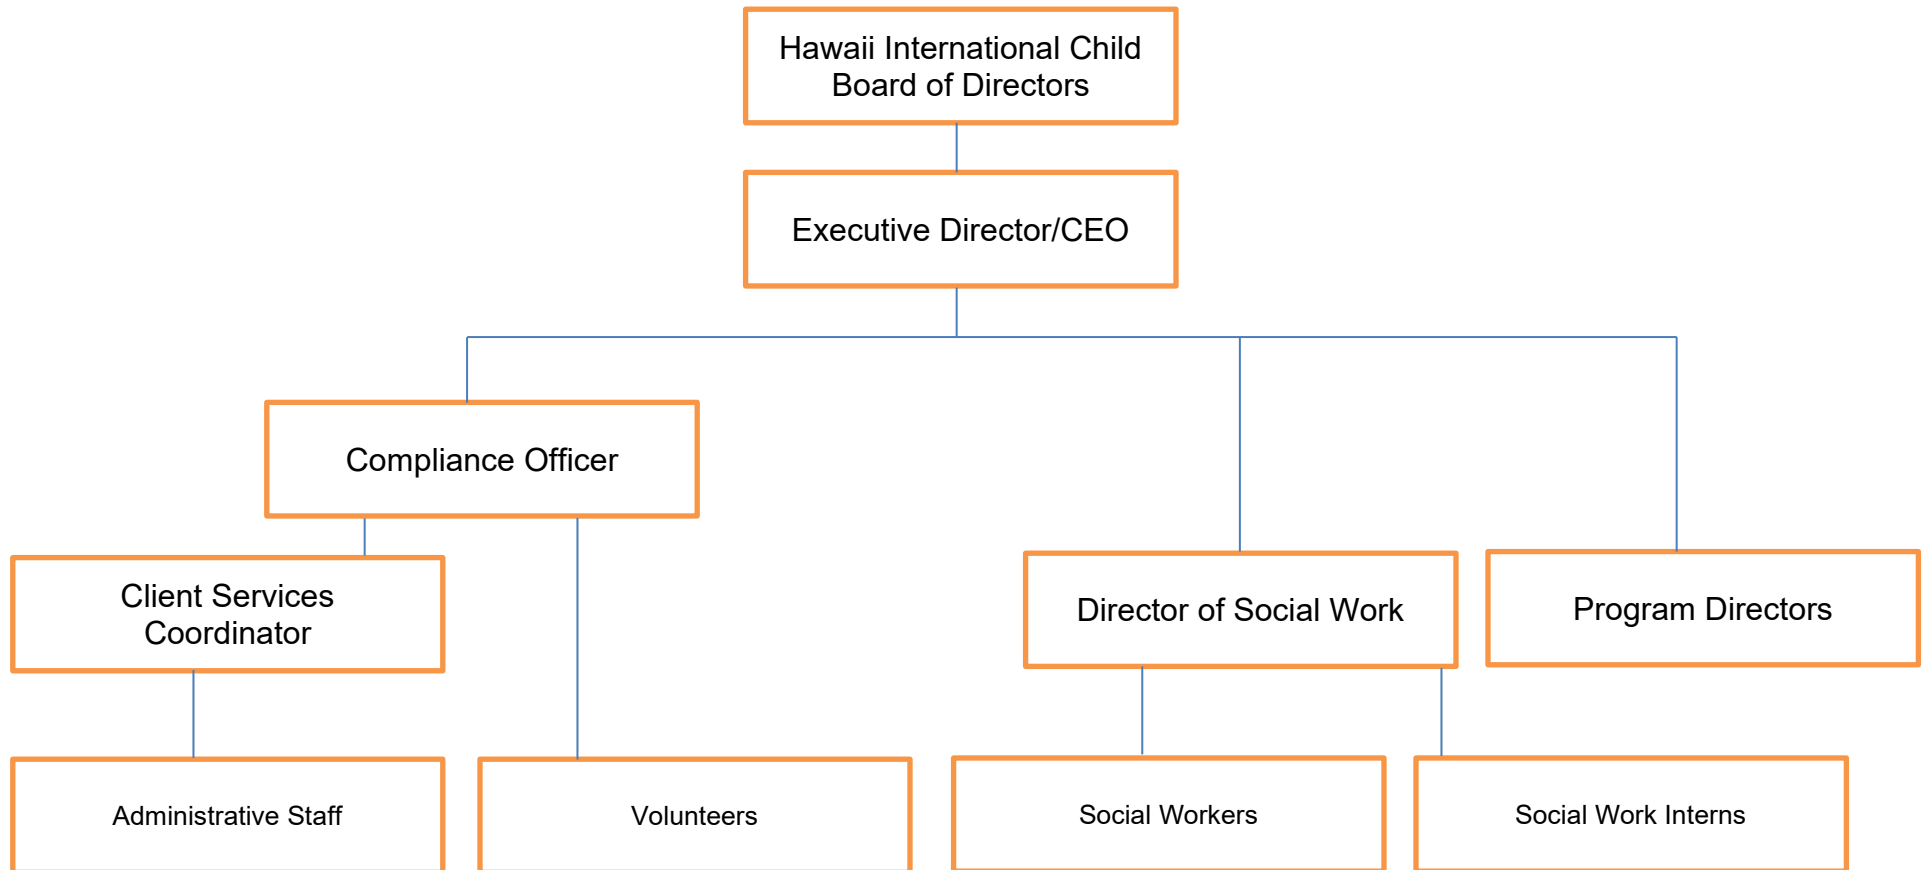 Hawaii International Child
Board of Directors
Executive Director/CEO
Compliance Officer
Client Services
Coordinator
Director of Social Work
Program Directors
Administrative Staff
Volunteers
Social Workers
Social Work Interns